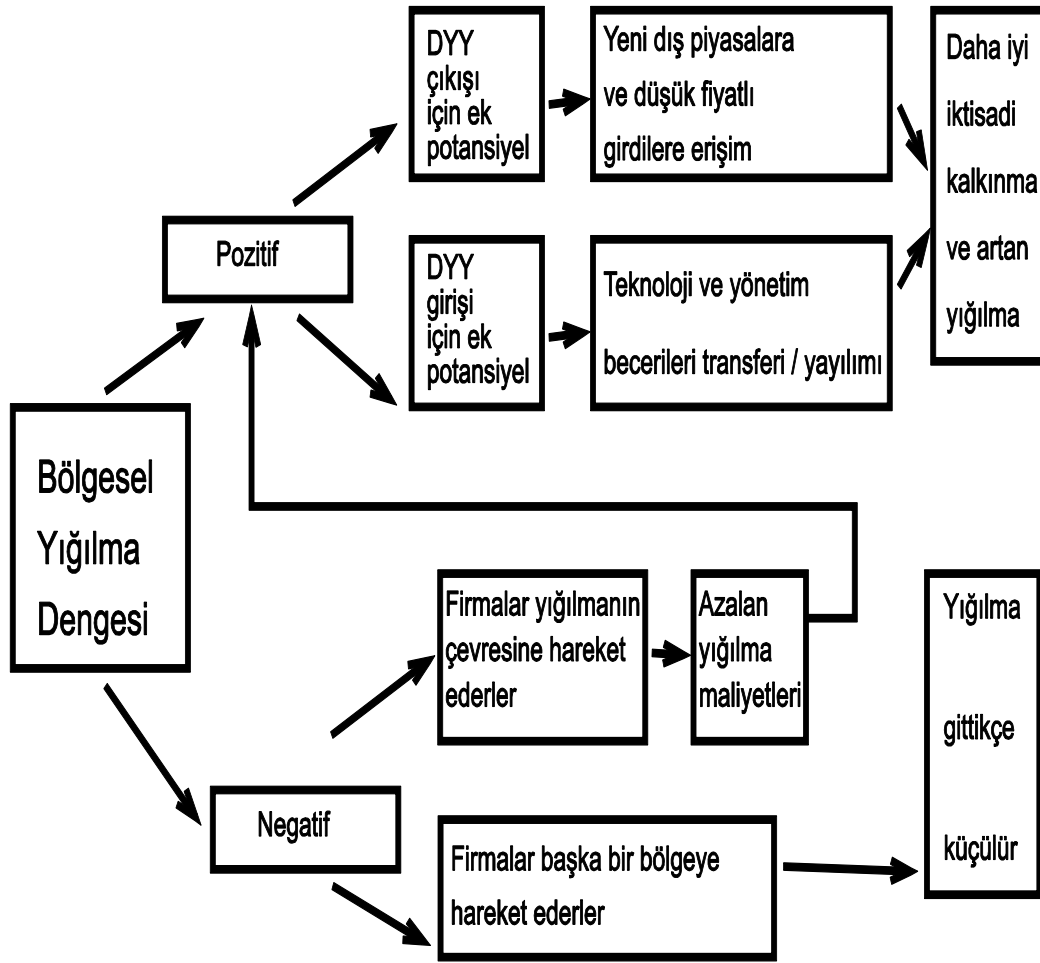 DYY
çıkışı
için ek
potansiyel
Yeni dış piyasalara
ve düşük fiyatlı
girdilere erişim
Daha iyi
iktisadi
kalkınma
ve artan
yığılma
Pozitif
DYY
girişi
için ek
potansiyel
Teknoloji ve yönetim
becerileri transferi / yayılımı
Bölgesel
Yığılma
Dengesi
Firmalar yığılmanın
çevresine hareket
ederler
Azalan
yığılma
maliyetleri
Yığılma
gittikçe
küçülür
Negatif
Firmalar başka bir bölgeye
hareket ederler